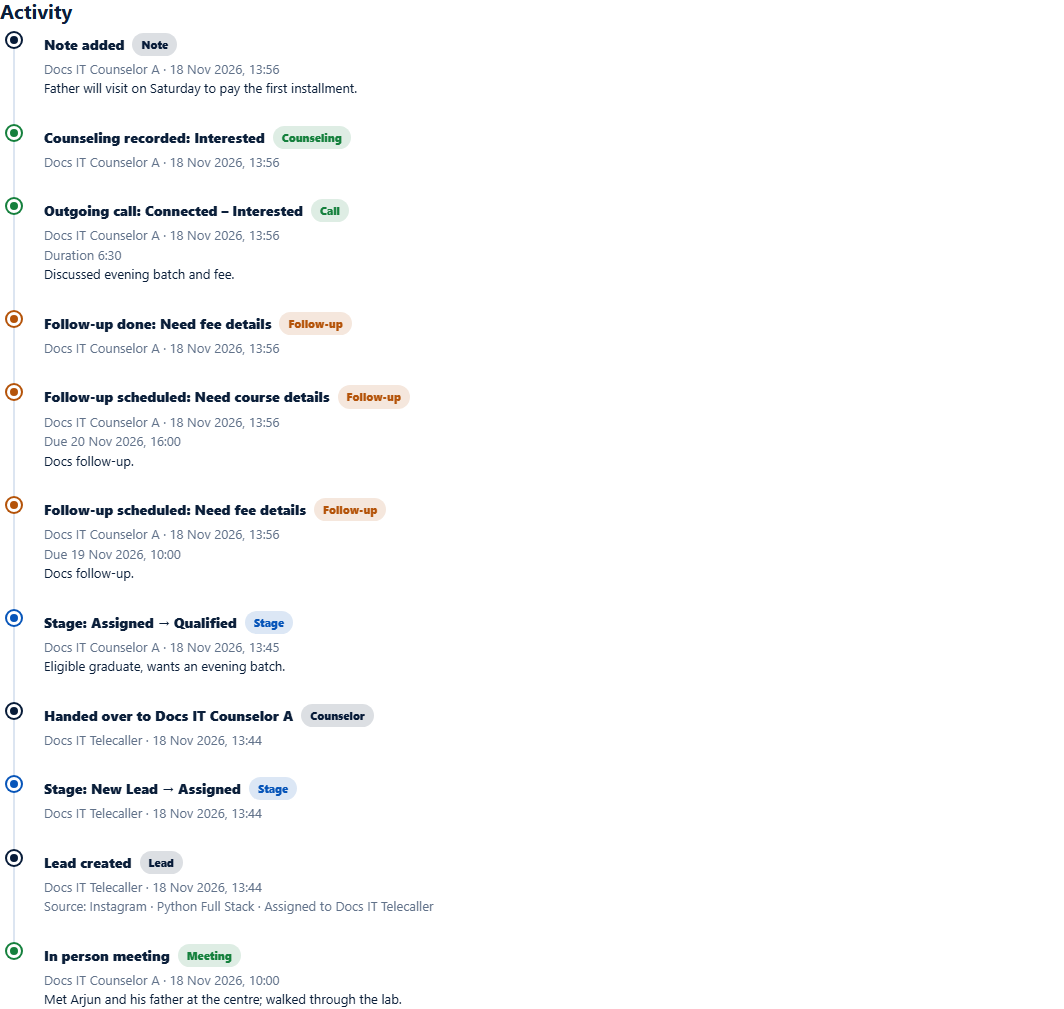 Activity
Note added Note
Docs IT Counselor A · 18 Nov 2026, 13:56
Father will visit on Saturday to pay the first installment.
Counseling recorded: Interested Counseling
Docs IT Counselor A · 18 Nov 2026, 13:56
Outgoing call: Connected – Interested Call
Docs IT Counselor A · 18 Nov 2026, 13:56
Duration 6:30
Discussed evening batch and fee.
Follow-up done: Need fee details Follow-up
Docs IT Counselor A · 18 Nov 2026, 13:56
Follow-up scheduled: Need course details Follow-up
Docs IT Counselor A · 18 Nov 2026, 13:56
Due 20 Nov 2026, 16:00
Docs follow-up.
Follow-up scheduled: Need fee details Follow-up
Docs IT Counselor A · 18 Nov 2026, 13:56
Due 19 Nov 2026, 10:00
Docs follow-up.
Stage: Assigned → Qualified Stage
Docs IT Counselor A · 18 Nov 2026, 13:45
Eligible graduate, wants an evening batch.
Handed over to Docs IT Counselor A Counselor
Docs IT Telecaller · 18 Nov 2026, 13:44
Stage: New Lead → Assigned Stage
Docs IT Telecaller · 18 Nov 2026, 13:44
Lead created Lead
Docs IT Telecaller · 18 Nov 2026, 13:44
Source: Instagram · Python Full Stack · Assigned to Docs IT Telecaller
In person meeting Meeting
Docs IT Counselor A · 18 Nov 2026, 10:00
Met Arjun and his father at the centre; walked through the lab.